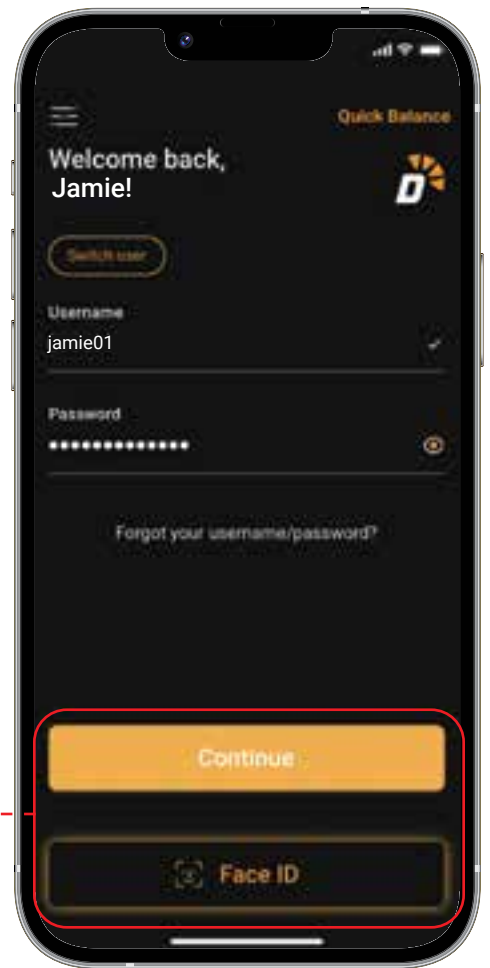 Quick Balance
Welcome back,
Jamie!
Switch user
Username
jamie01
Password
•••••••••••••
Forgot your username/password?
Continue
Face ID